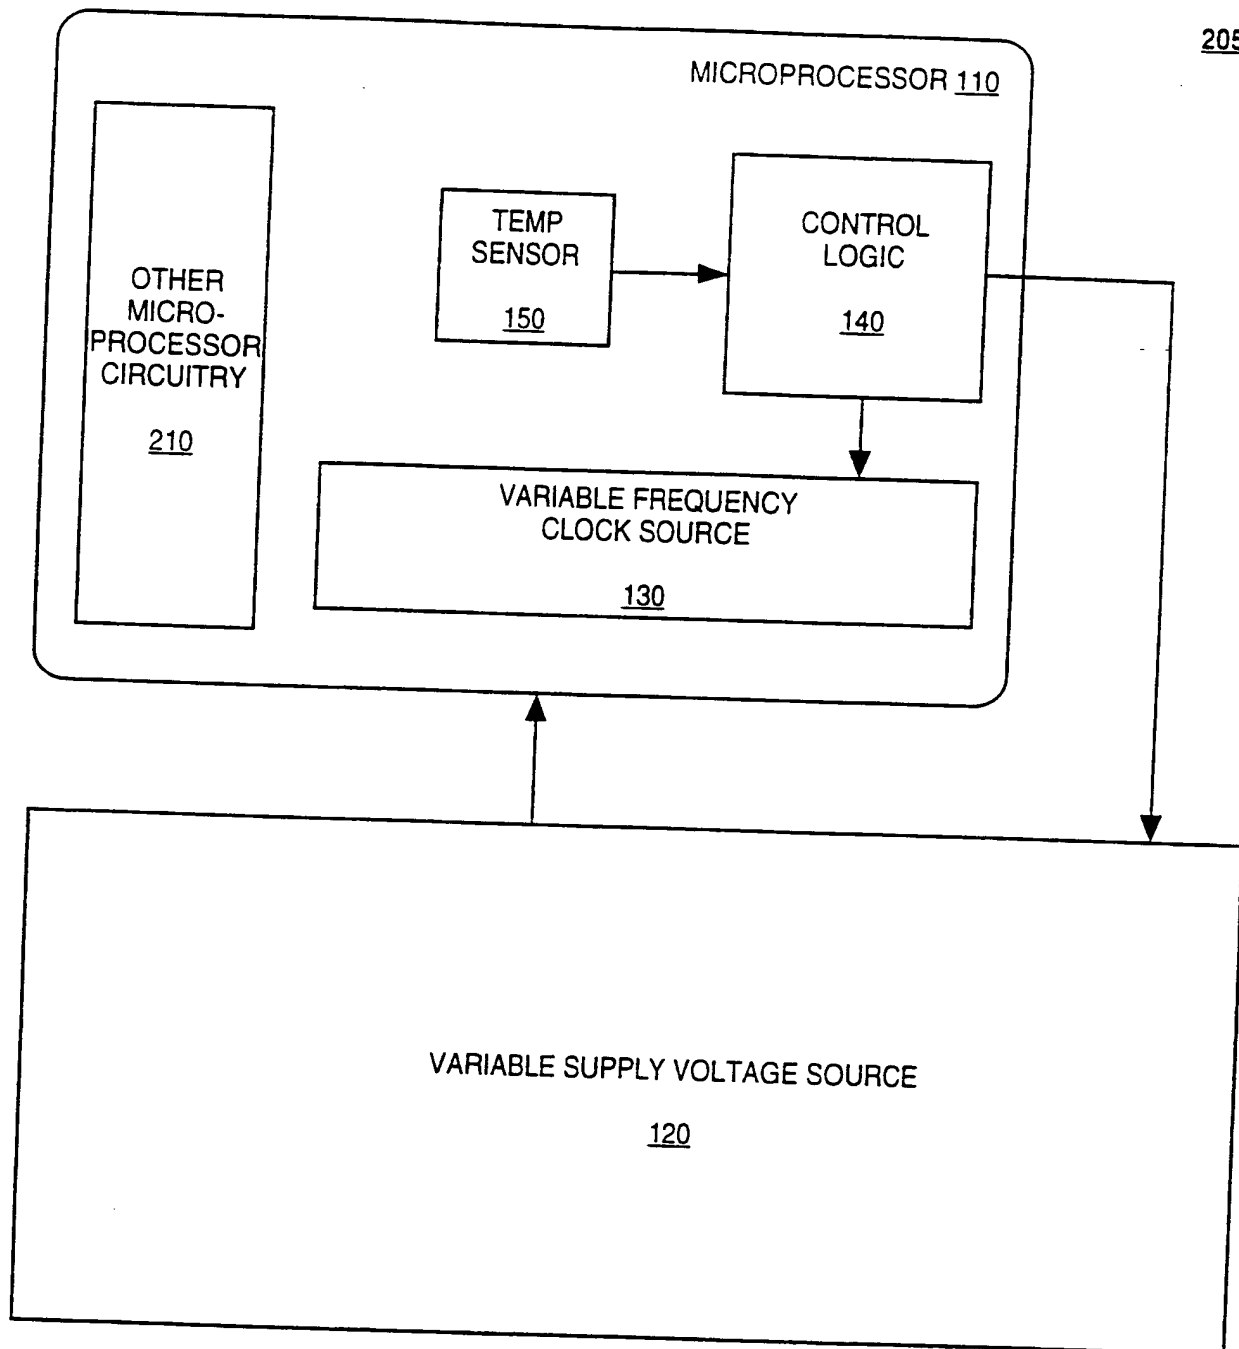 205
MICROPROCESSOR 110
TEMP
SENSOR
150
CONTROL
LOGIC
140
OTHER
MICRO-
PROCESSOR
CIRCUITRY
210
VARIABLE FREQUENCY
CLOCK SOURCE
130
VARIABLE SUPPLY VOLTAGE SOURCE
120